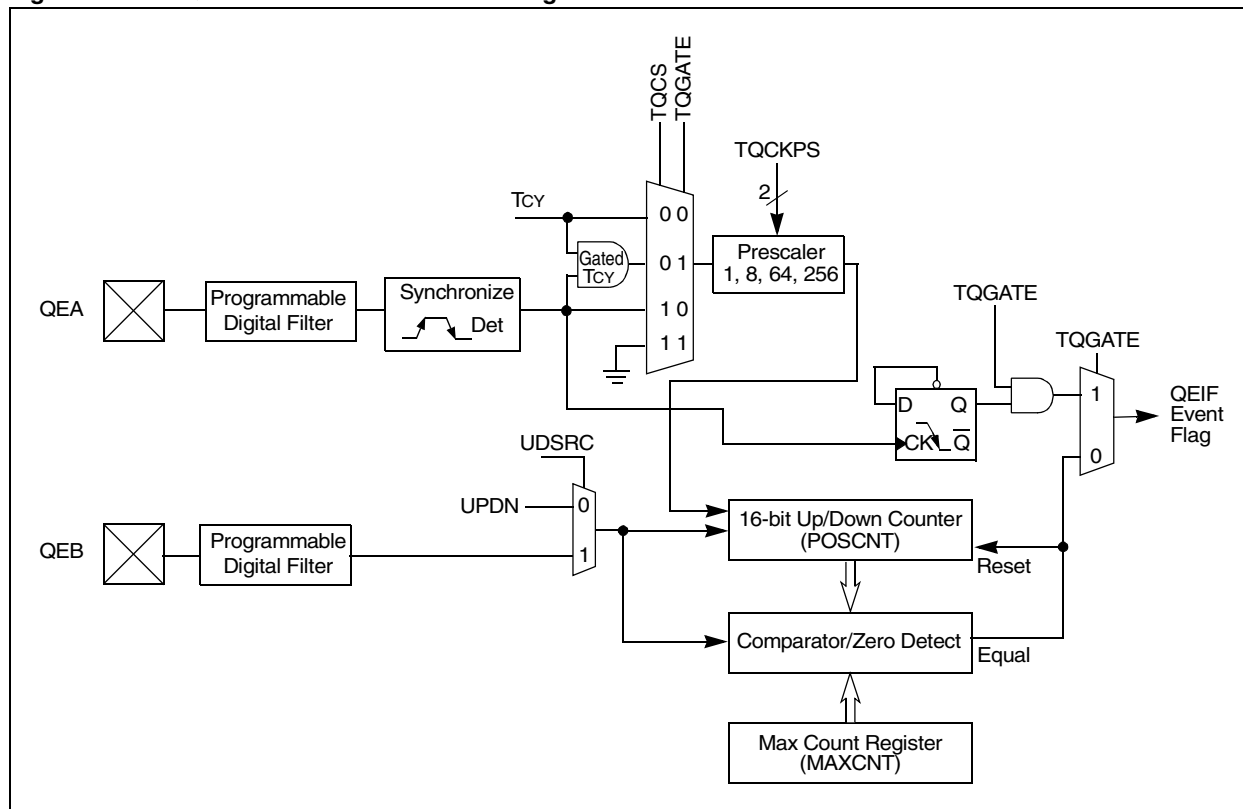 TQCS
TQGATE
TQCKPS
2
TCY
0 0
Gated
TCY
0 1
Prescaler
1, 8, 64, 256
QEA
Programmable
Digital Filter
Synchronize
Det
1 0
1 1
TQGATE
TQGATE
D Q
CK Q
1
0
QEIF
Event
Flag
UDSRC
UPDN
0
1
QEB
Programmable
Digital Filter
16-bit Up/Down Counter
(POSCNT)
Reset
Comparator/Zero Detect
Equal
Max Count Register
(MAXCNT)